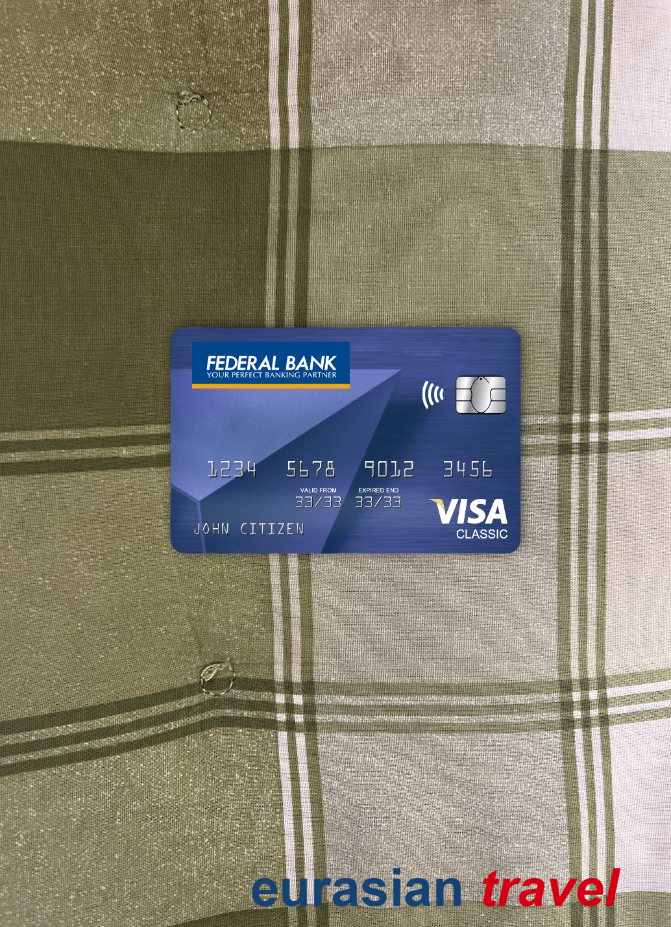 FEDERAL BANK
YOUR PERFECT BANKING PARTNER
1234 5678 9012 3456
VALID FROM EXPIRED END
33/33 33/33
JOHN CITIZEN
VISA
CLASSIC
eurasian travel